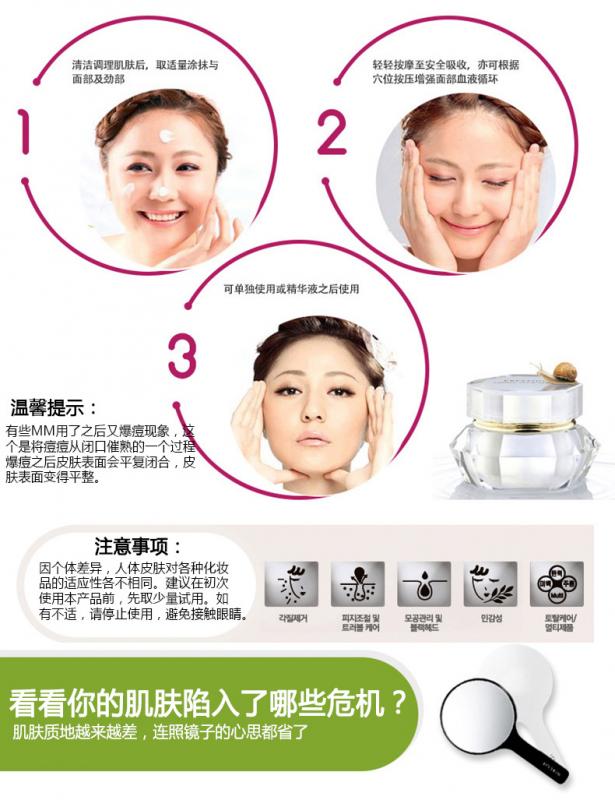 清洁调理肌肤后，取适量涂抹与
面部及劲部
1
轻轻按摩至安全吸收，亦可根据
穴位按压增强面部血液循环
2
可单独使用或精华液之后使用
3
温馨提示：
有些MM用了之后又爆痘现象，这
个是将痘痘从闭口催熟的一个过程
爆痘之后皮肤表面会平复闭合，皮
肤表面变得平整。
注意事项：
因个体差异，人体皮肤对各种化妆
品的适应性各不相同。建议在初次
使用本产品前，先取少量试用。如
有不适，请停止使用，避免接触眼睛。
미백
주름
Multi
각질제거
피지조절 및
트러블 케어
모공관리 및
블랙헤드
민감성
토탈케어/
멀티제품
看看你的肌肤陷入了哪些危机？
肌肤质地越来越差，连照镜子的心思都省了